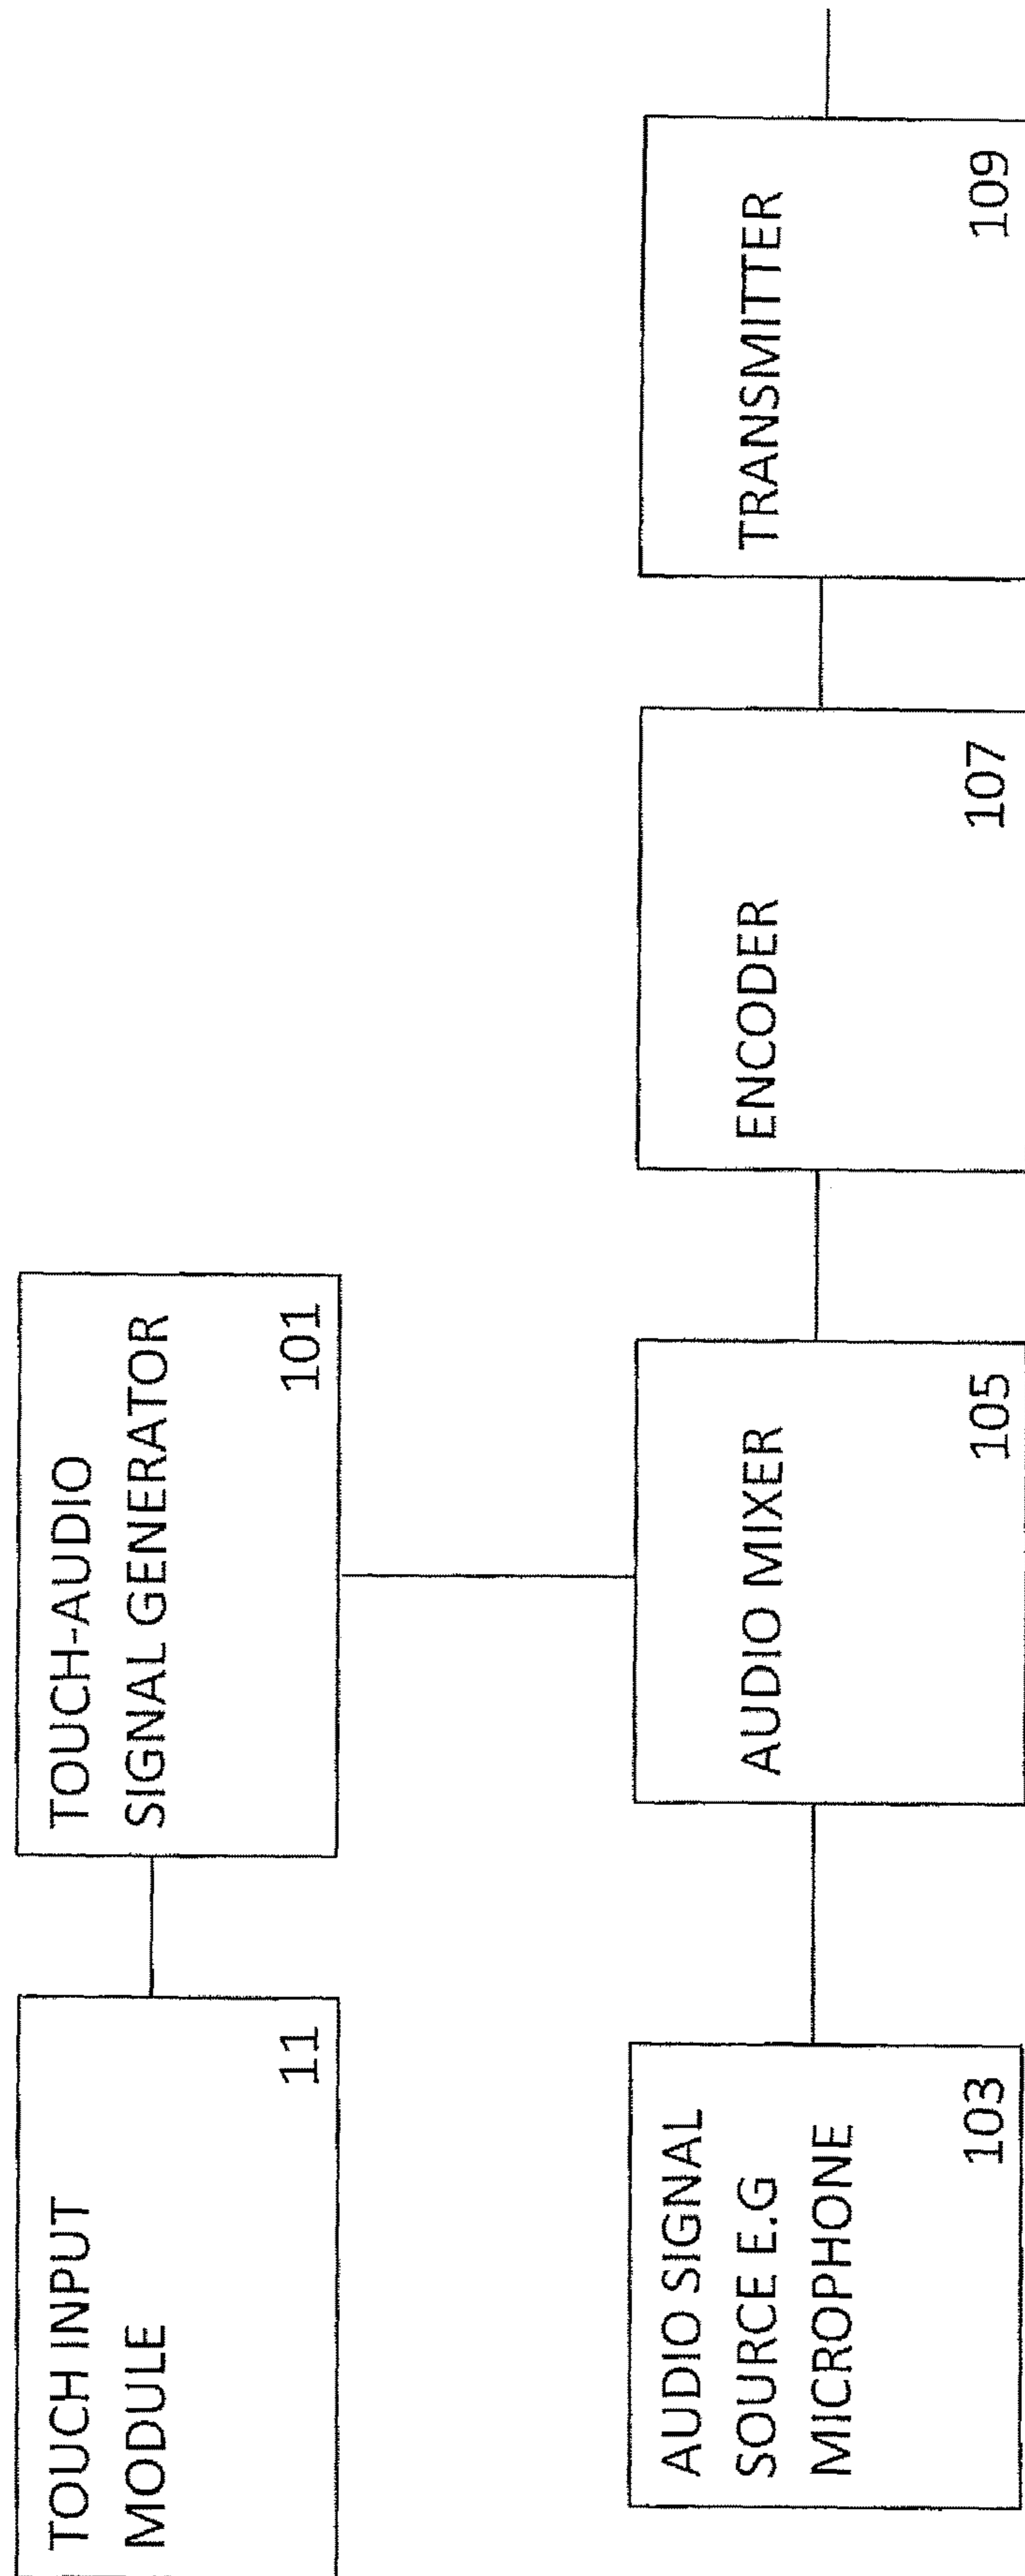 TOUCH INPUT
MODULE
11
TOUCH-AUDIO
SIGNAL GENERATOR
101
AUDIO SIGNAL
SOURCE E.G
MICROPHONE
103
AUDIO MIXER
105
ENCODER
107
TRANSMITTER
109